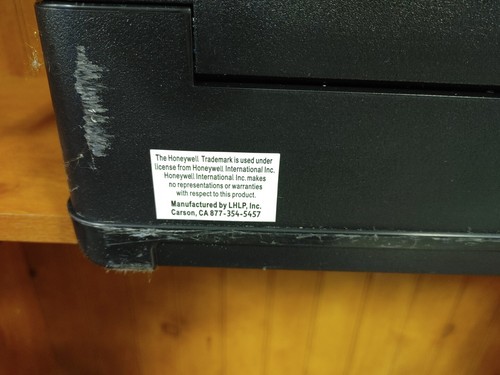 The Honeywell Trademark is used under
license from Honeywell International Inc.
Honeywell International Inc. makes
no representations or warranties
with respect to this product.
Manufactured by LHLP, Inc.
Carson, CA 877-354-5457